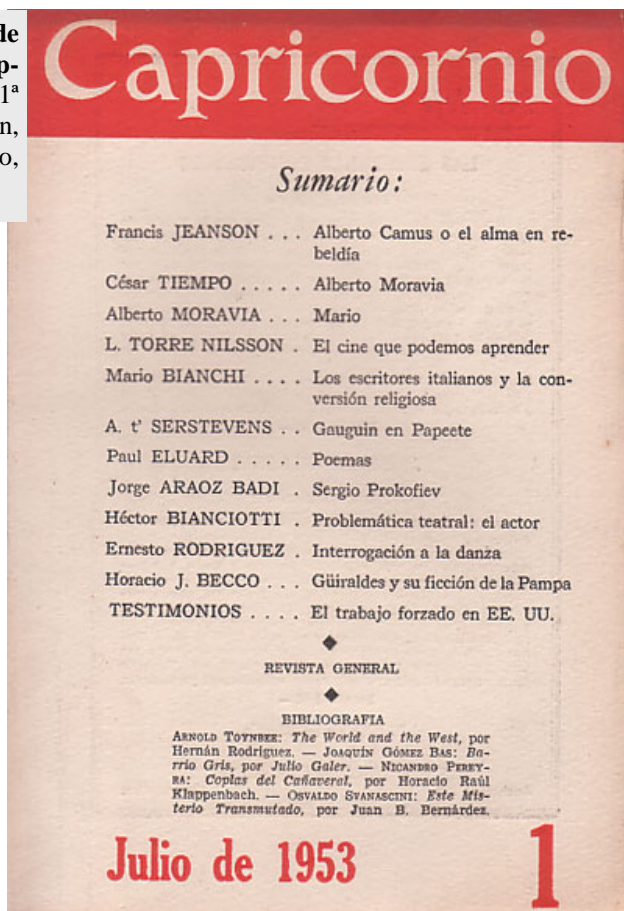 de
p-
1ª
n,
o,
Capricornio
Sumario:
Francis JEANSON . . . Alberto Camus o el alma en re-
beldía
César TIEMPO . . . . . Alberto Moravia
Alberto MORAVIA . . . Mario
L. TORRE NILSSON . El cine que podemos aprender
Mario BIANCHI . . . . Los escritores italianos y la con-
versión religiosa
A. t' SERSTEVENS . . Gauguin en Papeete
Paul ELUARD . . . . . Poemas
Jorge ARAOZ BADI . Sergio Prokofiev
Héctor BIANCIOTTI . Problemática teatral: el actor
Ernesto RODRIGUEZ . Interrogación a la danza
Horacio J. BECCO . . . Güiraldes y su ficción de la Pampa
TESTIMONIOS . . . . El trabajo forzado en EE. UU.
REVISTA GENERAL
BIBLIOGRAFIA
ARNOLD TOYNBEE: The World and the West, por
Hernán Rodríguez. — JOAQUÍN GÓMEZ BAS: Ba-
rrio Gris, por Julio Galer. — NICANDRO PEREY-
RA: Coplas del Cañaveral, por Horacio Raúl
Klappenbach. — OSVALDO SVANASCINI: Este Mis-
terio Transmutado, por Juan B. Bernárdez.
Julio de 1953 1